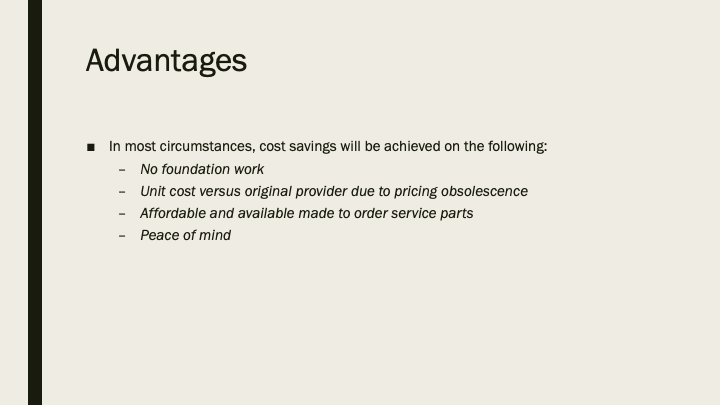 Advantages
■ In most circumstances, cost savings will be achieved on the following:
– No foundation work
– Unit cost versus original provider due to pricing obsolescence
– Affordable and available made to order service parts
– Peace of mind